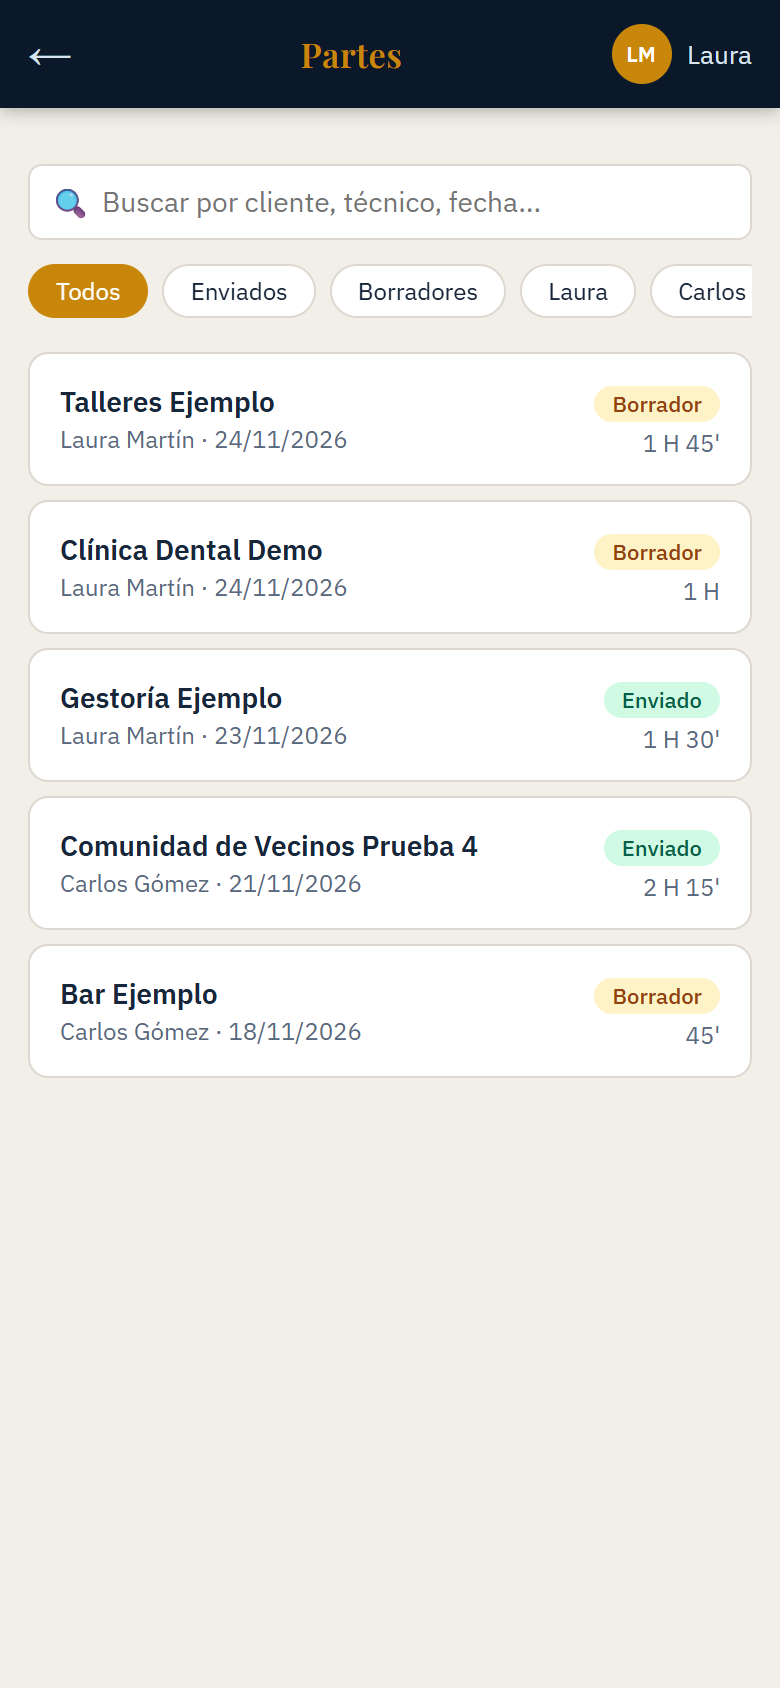 ← Partes LM Laura
Buscar por cliente, técnico, fecha...
Todos Enviados Borradores Laura Carlos
Talleres Ejemplo Borrador
Laura Martín · 24/11/2026 1 H 45'
Clínica Dental Demo Borrador
Laura Martín · 24/11/2026 1 H
Gestoría Ejemplo Enviado
Laura Martín · 23/11/2026 1 H 30'
Comunidad de Vecinos Prueba 4 Enviado
Carlos Gómez · 21/11/2026 2 H 15'
Bar Ejemplo Borrador
Carlos Gómez · 18/11/2026 45'